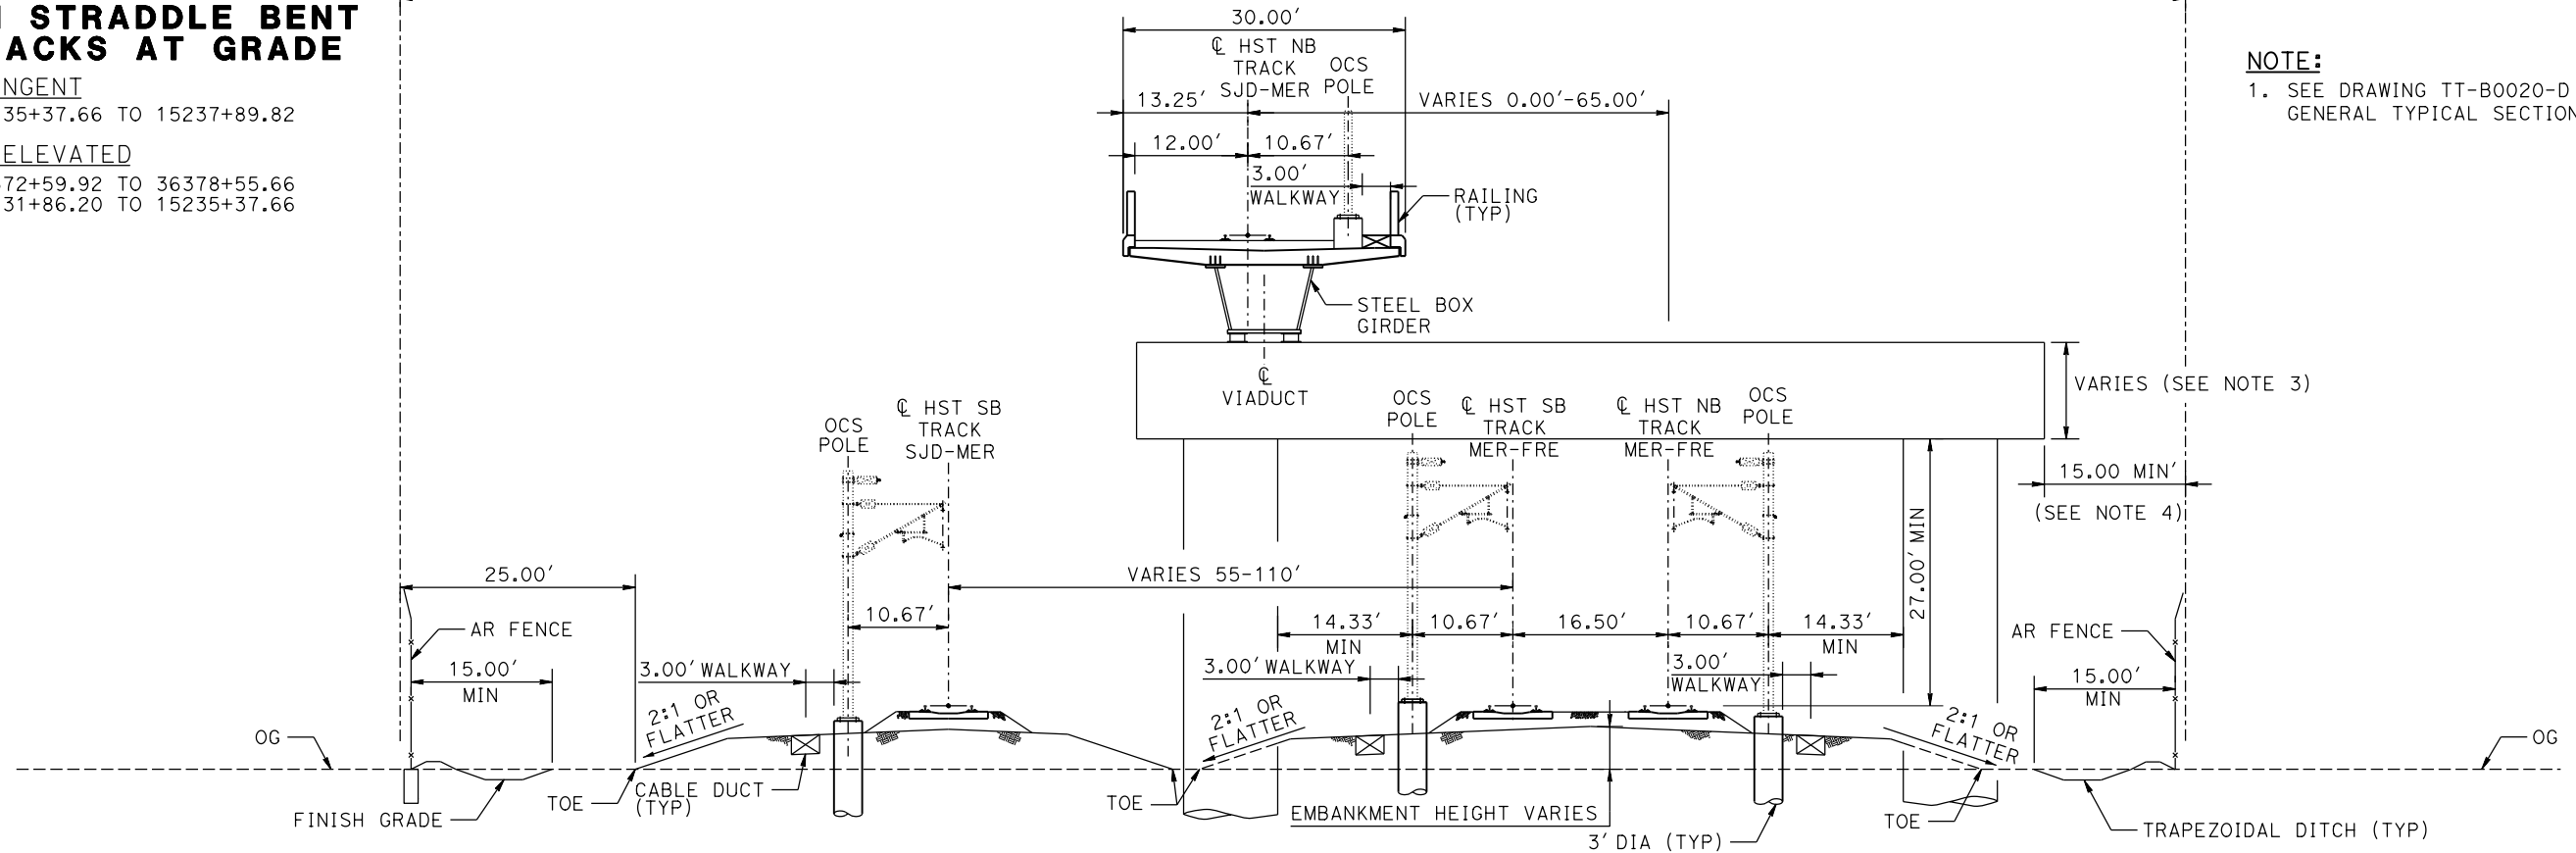 STRADDLE BENT
ACKS AT GRADE
NGENT
35+37.66 TO 15237+89.82
ELEVATED
72+59.92 TO 36378+55.66
31+86.20 TO 15235+37.66
30.00'
℄ HST NB
TRACK
SJD-MER
OCS
POLE
13.25'
VARIES 0.00'-65.00'
12.00'
10.67'
3.00'
WALKWAY
RAILING
(TYP)
STEEL BOX
GIRDER
NOTE:
1. SEE DRAWING TT-B0020-D
GENERAL TYPICAL SECTION
℄
VIADUCT
VARIES (SEE NOTE 3)
OCS
POLE
℄ HST SB
TRACK
SJD-MER
OCS
POLE
℄ HST SB
TRACK
MER-FRE
℄ HST NB
TRACK
MER-FRE
OCS
POLE
15.00 MIN'
(SEE NOTE 4)
27.00' MIN
25.00'
VARIES 55-110'
10.67'
14.33'
MIN
10.67'
16.50'
10.67'
14.33'
MIN
AR FENCE
15.00'
MIN
3.00' WALKWAY
3.00' WALKWAY
3.00'
WALKWAY
AR FENCE
15.00'
MIN
2:1 OR
FLATTER
2:1 OR
FLATTER
2:1 OR
FLATTER
OG
OG
FINISH GRADE
TOE
CABLE DUCT
(TYP)
TOE
EMBANKMENT HEIGHT VARIES
3' DIA (TYP)
TOE
TRAPEZOIDAL DITCH (TYP)